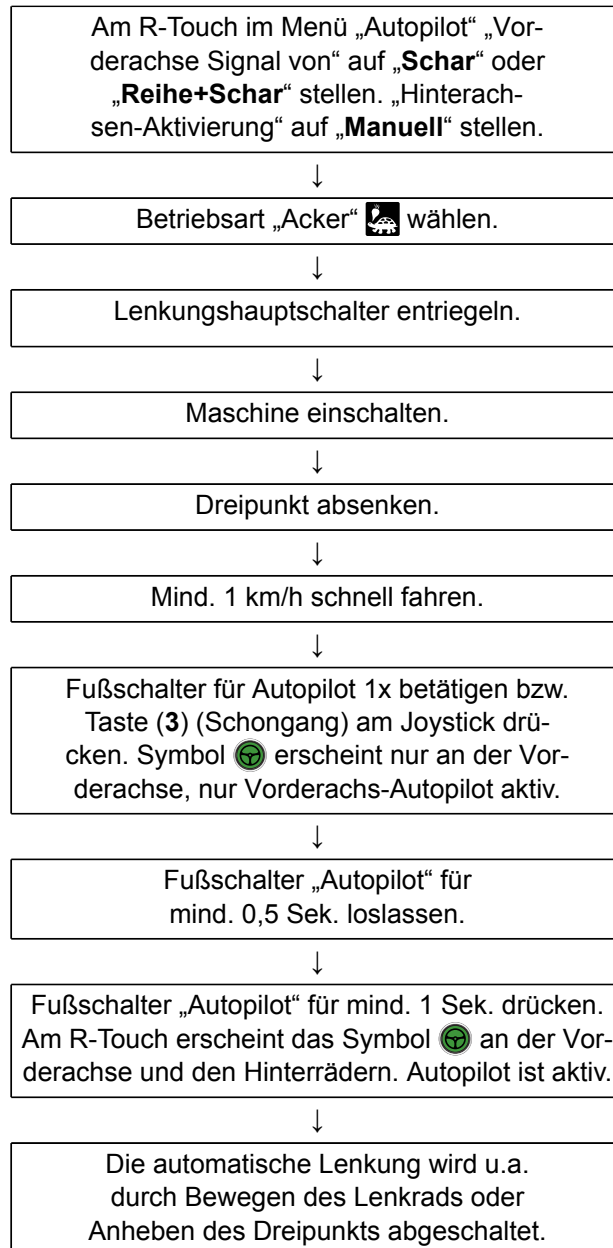 Am R-Touch im Menü „Autopilot“ „Vor-
derachse Signal von“ auf „Schar“ oder
„Reihe+Schar“ stellen. „Hinterach-
sen-Aktivierung“ auf „Manuell“ stellen.
↓
Betriebsart „Acker“ wählen.
↓
Lenkungshauptschalter entriegeln.
↓
Maschine einschalten.
↓
Dreipunkt absenken.
↓
Mind. 1 km/h schnell fahren.
↓
Fußschalter für Autopilot 1x betätigen bzw.
Taste (3) (Schongang) am Joystick drü-
cken. Symbol erscheint nur an der Vor-
derachse, nur Vorderachs-Autopilot aktiv.
↓
Fußschalter „Autopilot“ für
mind. 0,5 Sek. loslassen.
↓
Fußschalter „Autopilot“ für mind. 1 Sek. drücken.
Am R-Touch erscheint das Symbol an der Vor-
derachse und den Hinterrädern. Autopilot ist aktiv.
↓
Die automatische Lenkung wird u.a.
durch Bewegen des Lenkrads oder
Anheben des Dreipunkts abgeschaltet.